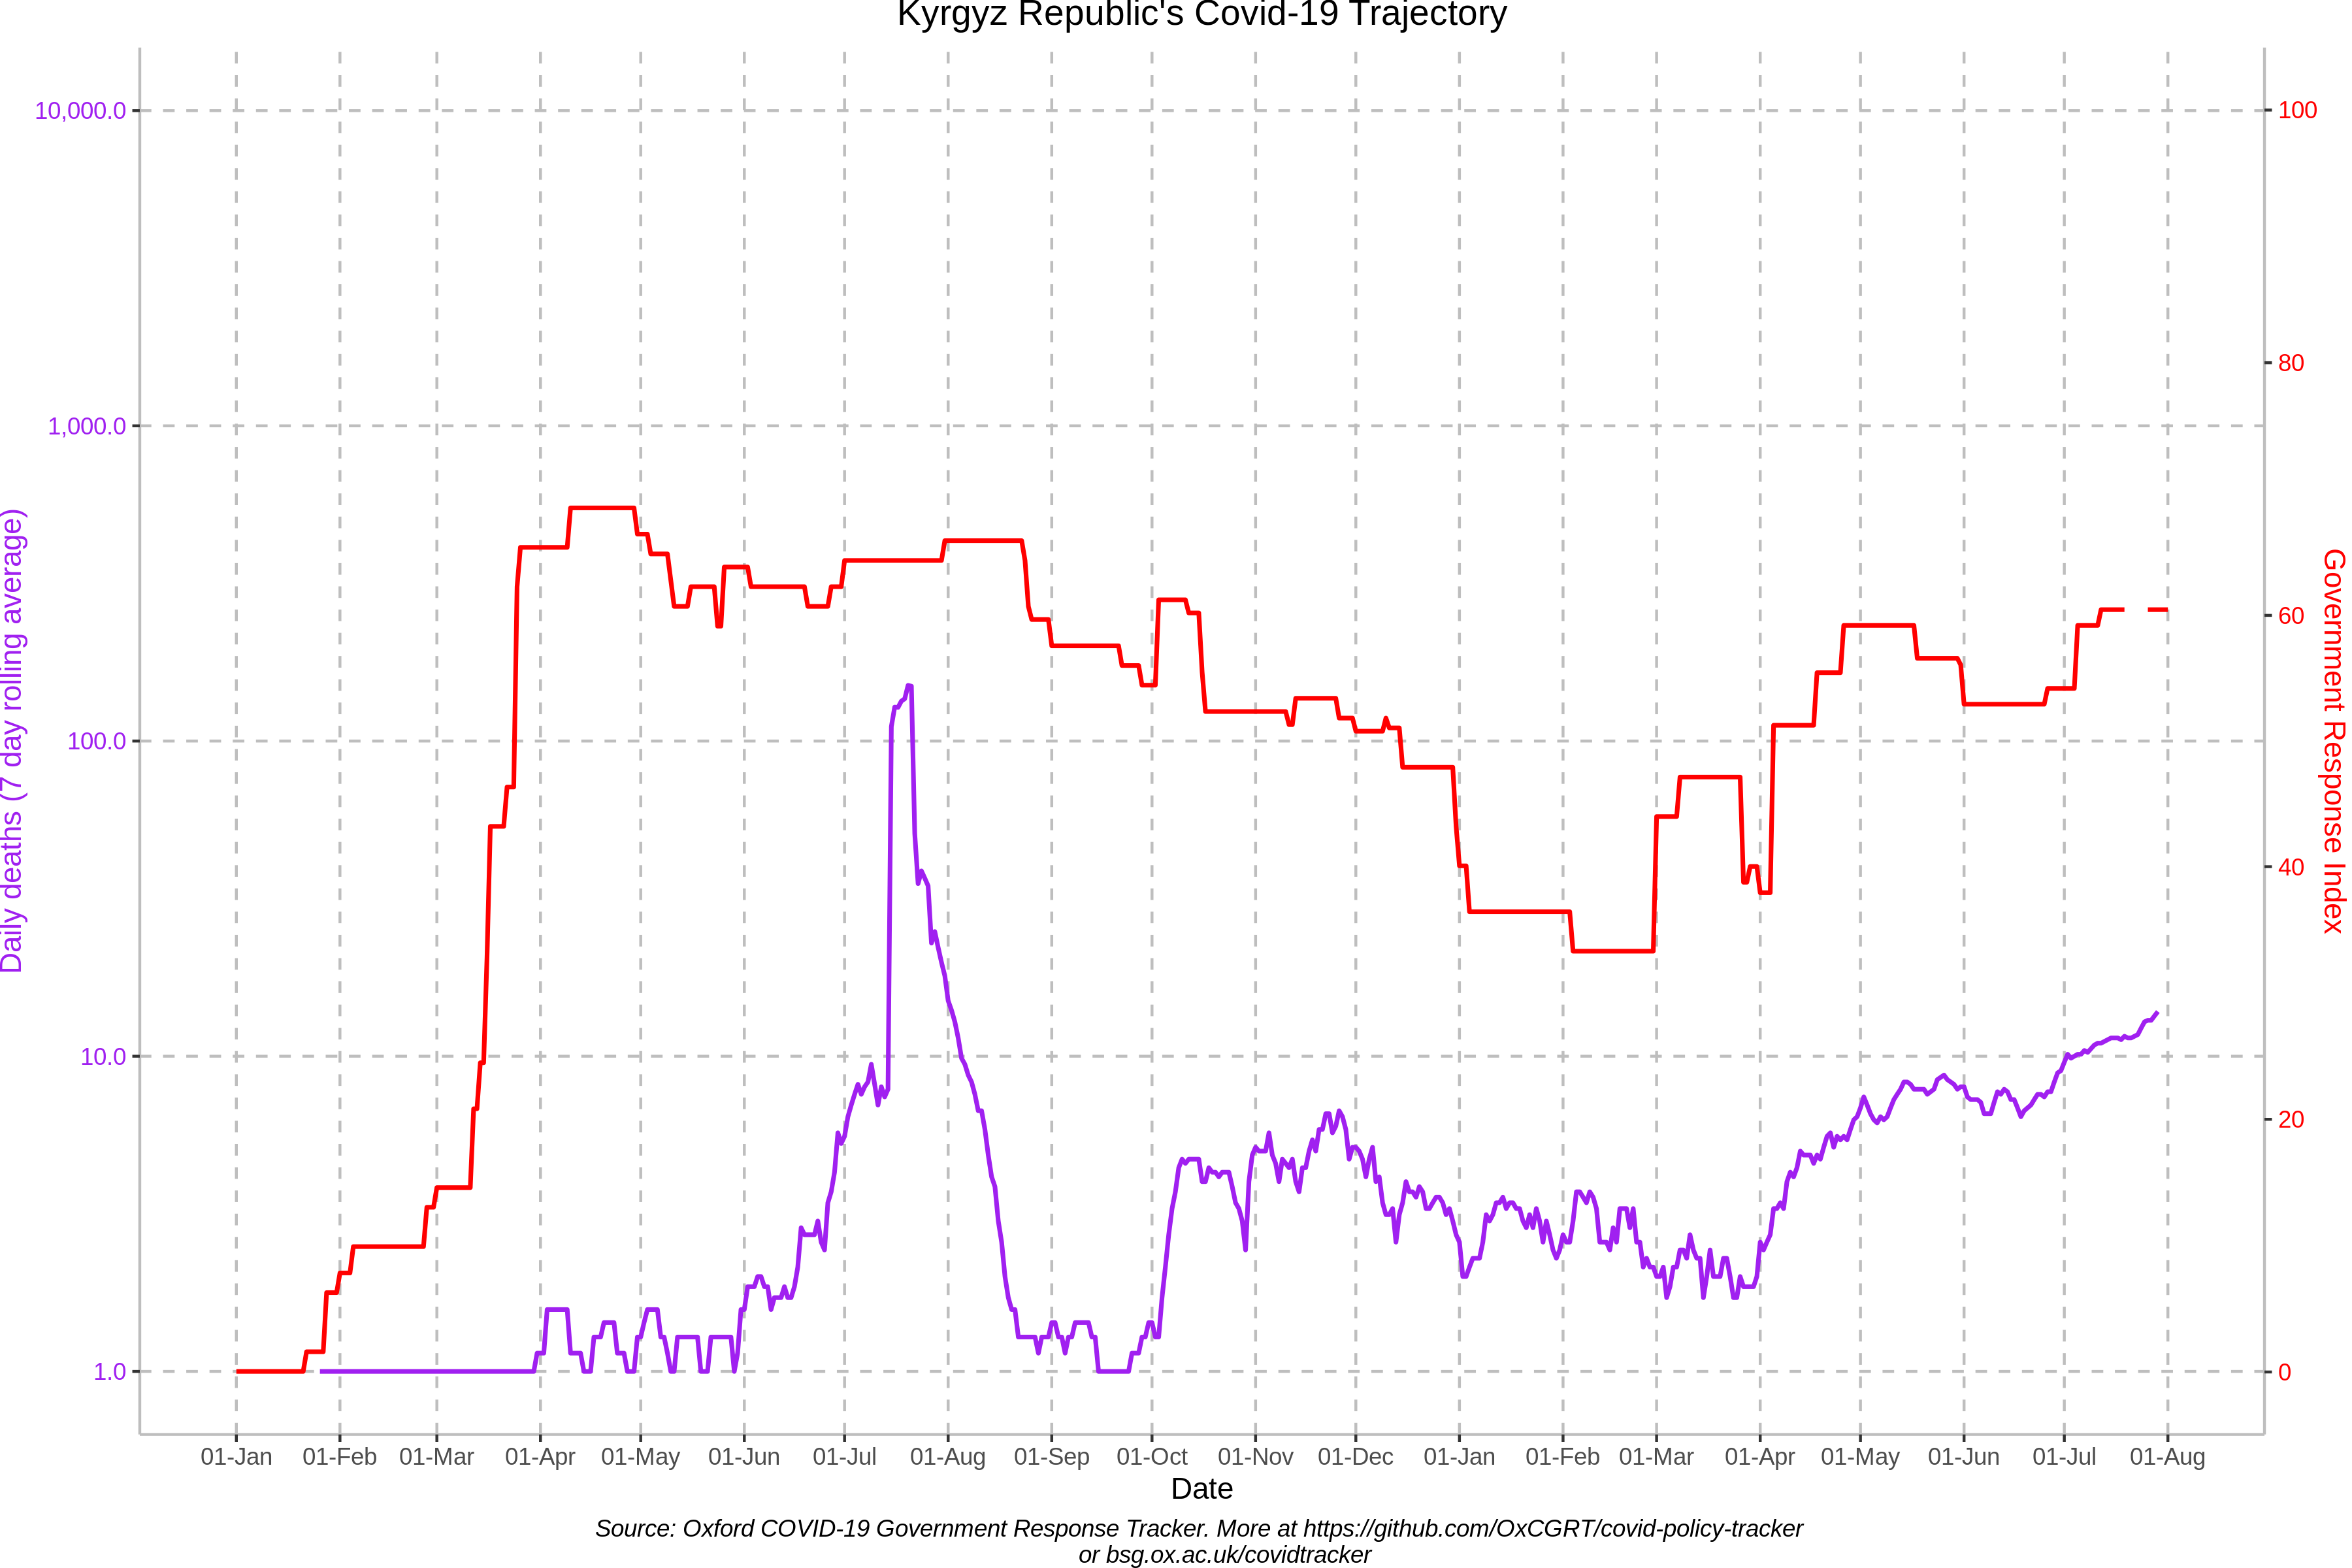 Kyrgyz Republic's Covid-19 Trajectory
10,000.0
1,000.0
100.0
10.0
1.0
Daily deaths (7 day rolling average)
100
80
60
40
20
0
Government Response Index
01-Jan 01-Feb 01-Mar 01-Apr 01-May 01-Jun 01-Jul 01-Aug 01-Sep 01-Oct 01-Nov 01-Dec 01-Jan 01-Feb 01-Mar 01-Apr 01-May 01-Jun 01-Jul 01-Aug
Date
Source: Oxford COVID-19 Government Response Tracker. More at https://github.com/OxCGRT/covid-policy-tracker
or bsg.ox.ac.uk/covidtracker